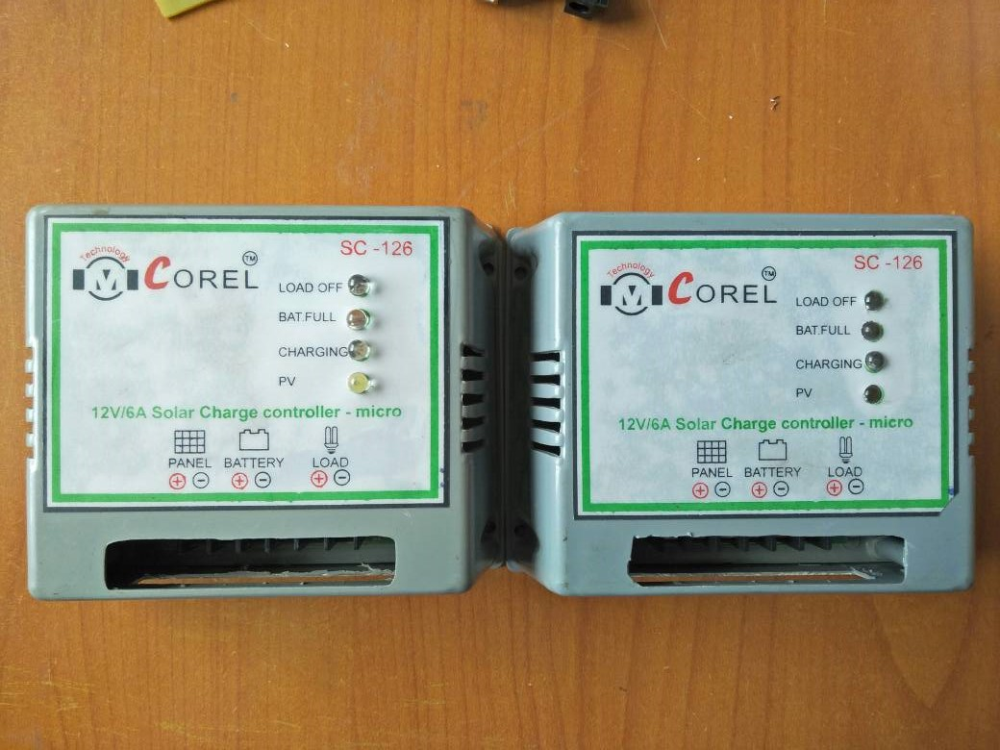 Technology
M COREL TM
SC -126
LOAD OFF
BAT.FULL
CHARGING
PV
12V/6A Solar Charge controller - micro
PANEL BATTERY LOAD
+ - + - + -
Technology
M COREL TM
SC -126
LOAD OFF
BAT.FULL
CHARGING
PV
12V/6A Solar Charge controller - micro
PANEL BATTERY LOAD
+ - + - + -